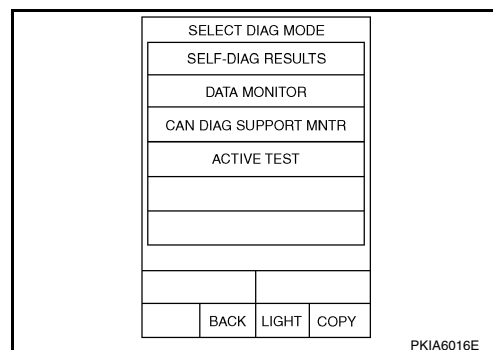 SELECT DIAG MODE
SELF-DIAG RESULTS
DATA MONITOR
CAN DIAG SUPPORT MNTR
ACTIVE TEST
BACK LIGHT COPY
PKIA6016E